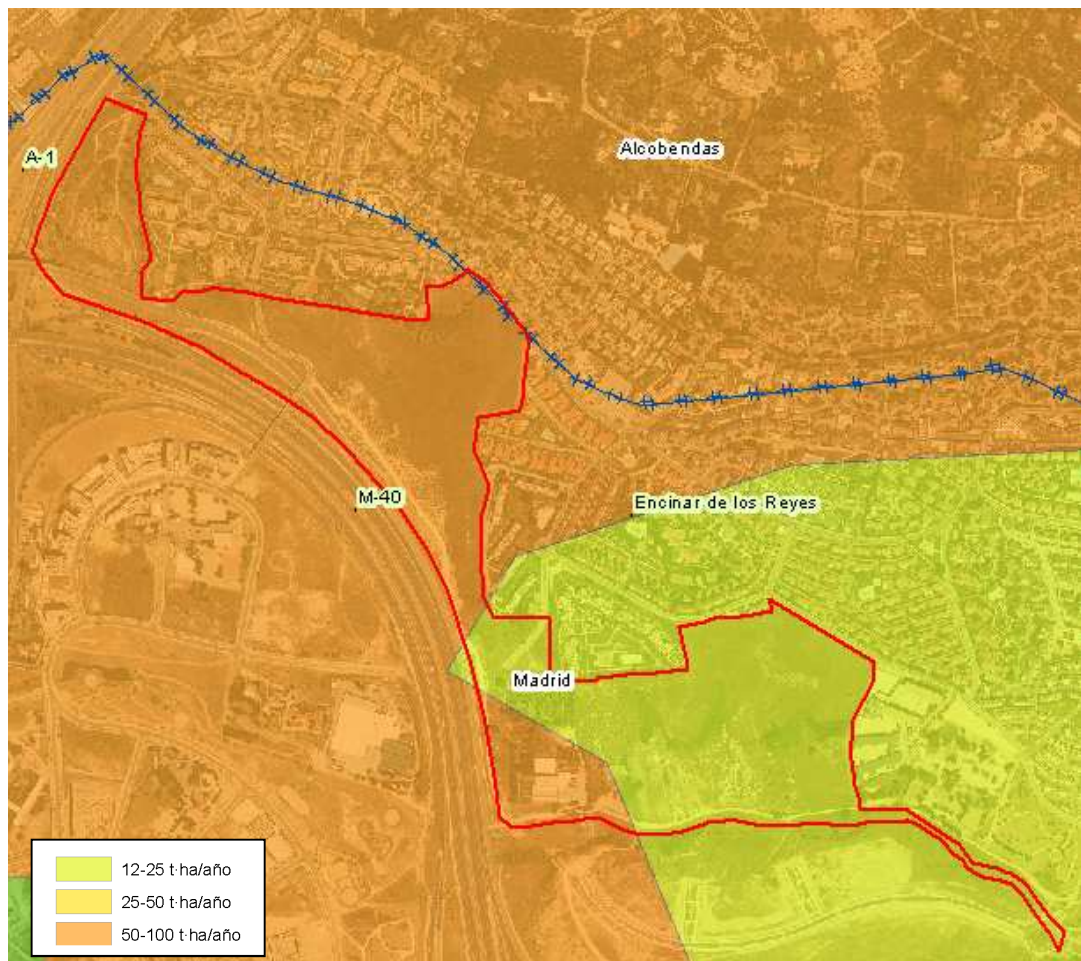 Alcobendas
A-1
M-40
Encinar de los Reyes
Madrid
12-25 t·ha/año
25-50 t·ha/año
50-100 t·ha/año